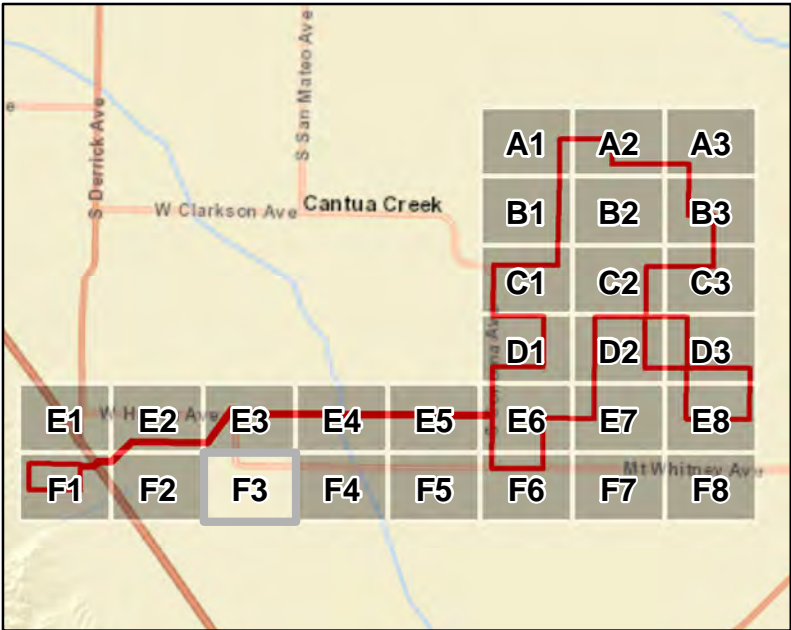 S San Mateo Ave
e
S Derrick Ave
A1 A2 A3
W Clarkson Ave Cantua Creek
B1 B2 B3
C1 C2 C3
D1 D2 D3
W H Ave
E1 E2 E3 E4 E5 E6 E7 E8
Mt Whitney Ave
F1 F2 F3 F4 F5 F6 F7 F8